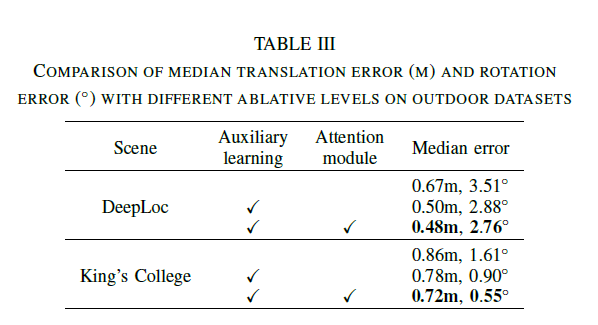 TABLE III
COMPARISON OF MEDIAN TRANSLATION ERROR (M) AND ROTATION
ERROR (°) WITH DIFFERENT ABLATIVE LEVELS ON OUTDOOR DATASETS
Scene Auxiliary learning Attention module Median error
0.67m, 3.51°
DeepLoc ✓ 0.50m, 2.88°
✓ ✓ 0.48m, 2.76°
0.86m, 1.61°
King's College ✓ 0.78m, 0.90°
✓ ✓ 0.72m, 0.55°